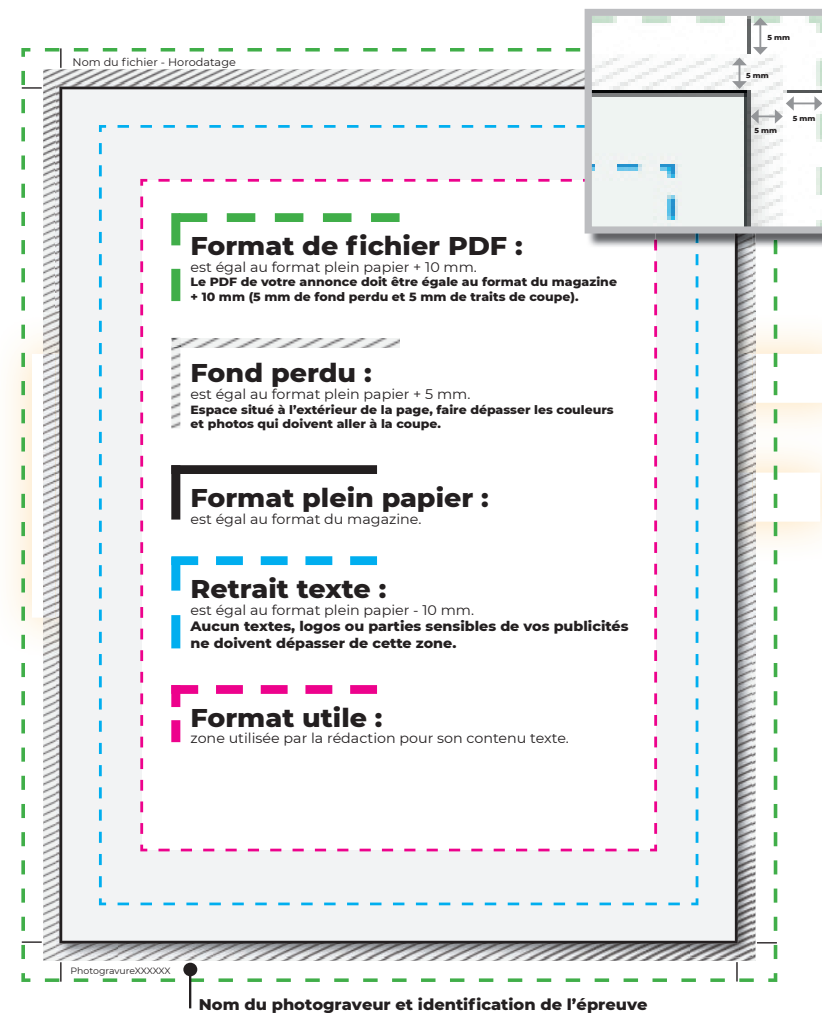 Nom du fichier - Horodatage
5 mm
5 mm
5 mm
5 mm
Format de fichier PDF :
est égal au format plein papier + 10 mm.
Le PDF de votre annonce doit être égale au format du magazine
+ 10 mm (5 mm de fond perdu et 5 mm de traits de coupe).
Fond perdu :
est égal au format plein papier + 5 mm.
Espace situé à l’extérieur de la page, faire dépasser les couleurs
et photos qui doivent aller à la coupe.
Format plein papier :
est égal au format du magazine.
Retrait texte :
est égal au format plein papier - 10 mm.
Aucun textes, logos ou parties sensibles de vos publicités
ne doivent dépasser de cette zone.
Format utile :
zone utilisée par la rédaction pour son contenu texte.
PhotogravureXXXXXX
Nom du photograveur et identification de l’épreuve